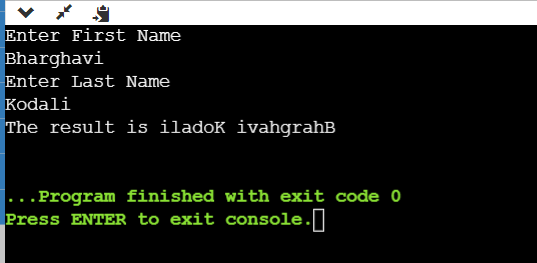 Enter First Name
Bharghavi
Enter Last Name
Kodali
The result is iladoK ivahgrahB
...Program finished with exit code 0
Press ENTER to exit console.